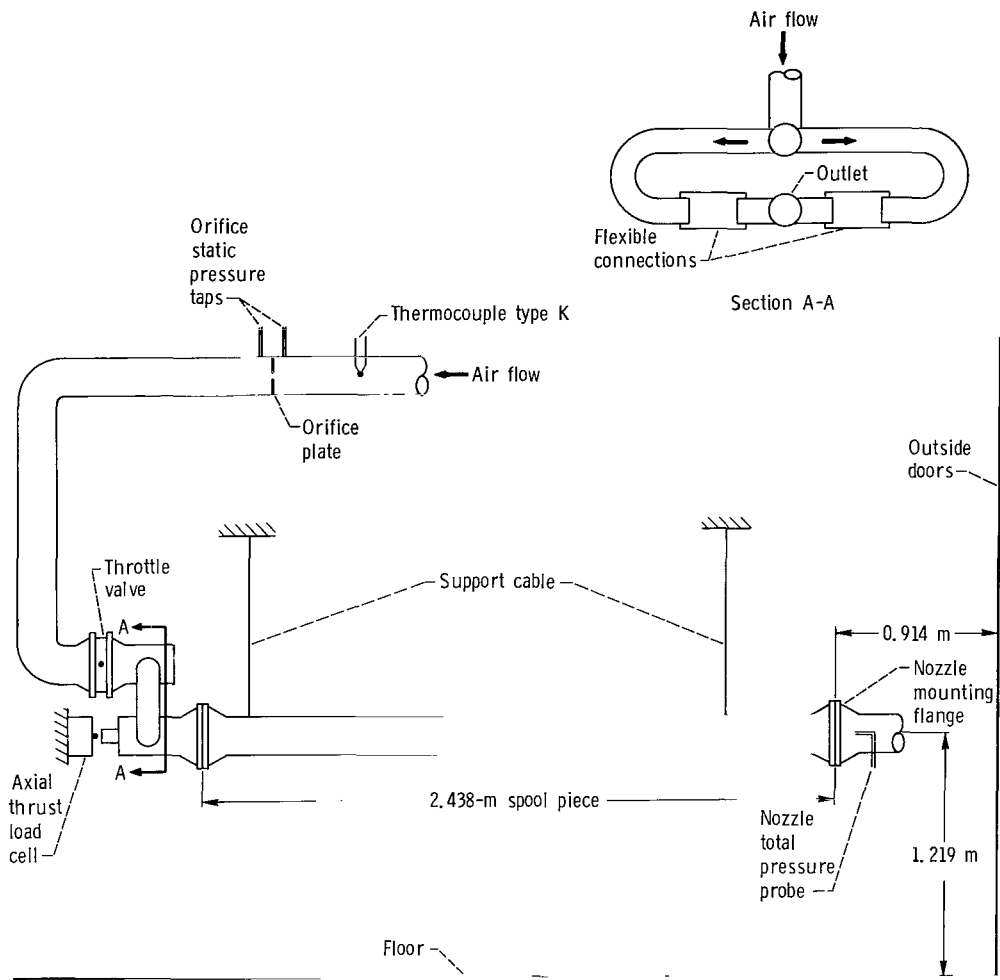 Air flow
Outlet
Flexible
connections
Section A-A
Orifice
static
pressure
taps
Thermocouple type K
Air flow
Orifice
plate
Outside
doors
Throttle
valve
Support cable
A
0.914 m
Nozzle
mounting
flange
A
Axial
thrust
load
cell
2.438-m spool piece
Nozzle
total
pressure
probe
1.219 m
Floor